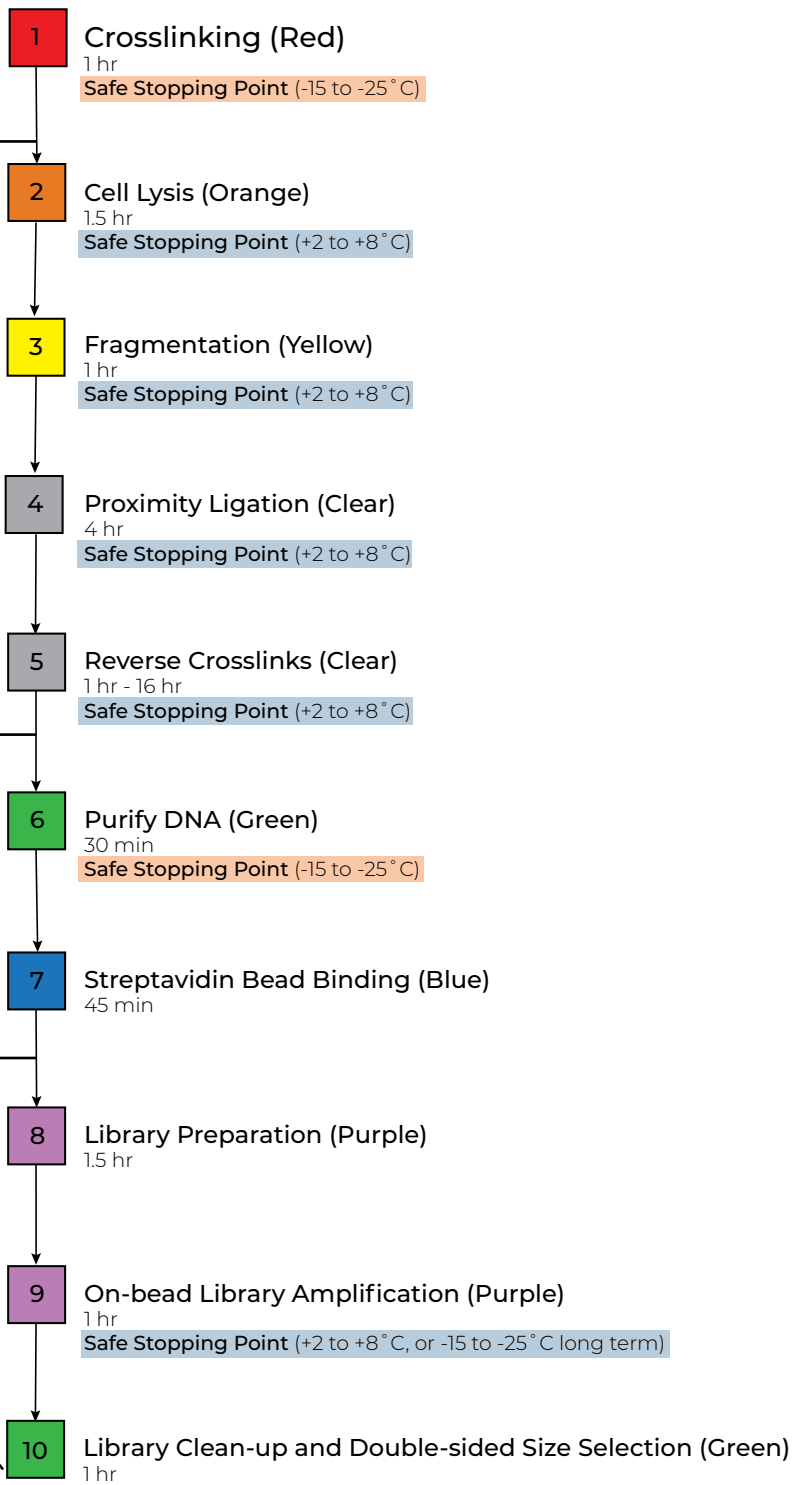 1
Crosslinking (Red)
1 hr
Safe Stopping Point (-15 to -25˚C)
2
Cell Lysis (Orange)
1.5 hr
Safe Stopping Point (+2 to +8˚C)
3
Fragmentation (Yellow)
1 hr
Safe Stopping Point (+2 to +8˚C)
4
Proximity Ligation (Clear)
4 hr
Safe Stopping Point (+2 to +8˚C)
5
Reverse Crosslinks (Clear)
1 hr - 16 hr
Safe Stopping Point (+2 to +8˚C)
6
Purify DNA (Green)
30 min
Safe Stopping Point (-15 to -25˚C)
7
Streptavidin Bead Binding (Blue)
45 min
8
Library Preparation (Purple)
1.5 hr
9
On-bead Library Amplification (Purple)
1 hr
Safe Stopping Point (+2 to +8˚C, or -15 to -25˚C long term)
10
Library Clean-up and Double-sided Size Selection (Green)
1 hr